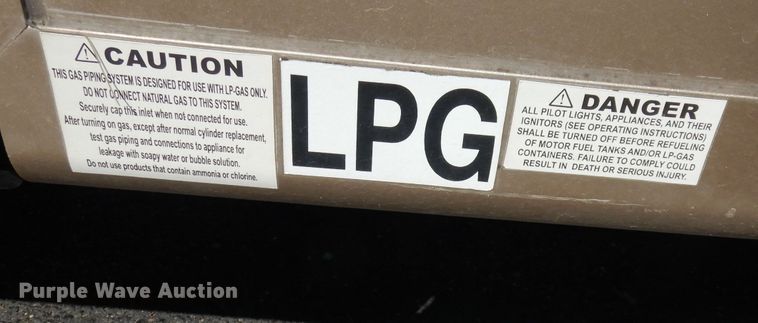 CAUTION
THIS GAS PIPING SYSTEM IS DESIGNED FOR USE WITH LP-GAS ONLY.
DO NOT CONNECT NATURAL GAS TO THIS SYSTEM.
Securely cap this inlet when not connected for use.
After turning on gas, except after normal cylinder replacement,
test gas piping and connections to appliance for
leakage with soapy water or bubble solution.
Do not use products that contain ammonia or chlorine.
LPG
DANGER
ALL PILOT LIGHTS, APPLIANCES, AND THEIR
IGNITORS (SEE OPERATING INSTRUCTIONS)
SHALL BE TURNED OFF BEFORE REFUELING
OF MOTOR FUEL TANKS AND/OR LP-GAS
CONTAINERS. FAILURE TO COMPLY COULD
RESULT IN DEATH OR SERIOUS INJURY.
Purple Wave Auction